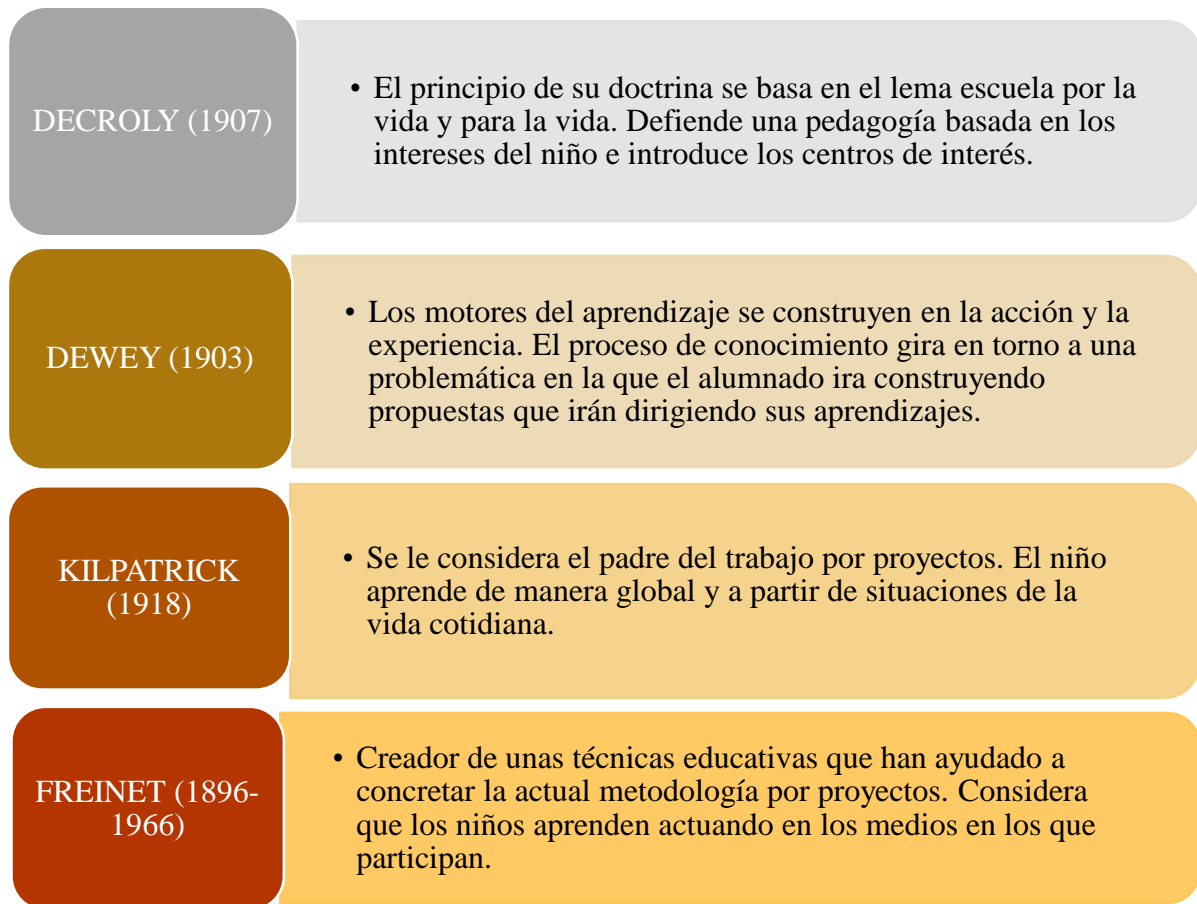 DECROLY (1907)
• El principio de su doctrina se basa en el lema escuela por la
vida y para la vida. Defiende una pedagogía basada en los
intereses del niño e introduce los centros de interés.
DEWEY (1903)
• Los motores del aprendizaje se construyen en la acción y la
experiencia. El proceso de conocimiento gira en torno a una
problemática en la que el alumnado ira construyendo
propuestas que irán dirigiendo sus aprendizajes.
KILPATRICK
(1918)
• Se le considera el padre del trabajo por proyectos. El niño
aprende de manera global y a partir de situaciones de la
vida cotidiana.
FREINET (1896-
1966)
• Creador de unas técnicas educativas que han ayudado a
concretar la actual metodología por proyectos. Considera
que los niños aprenden actuando en los medios en los que
participan.